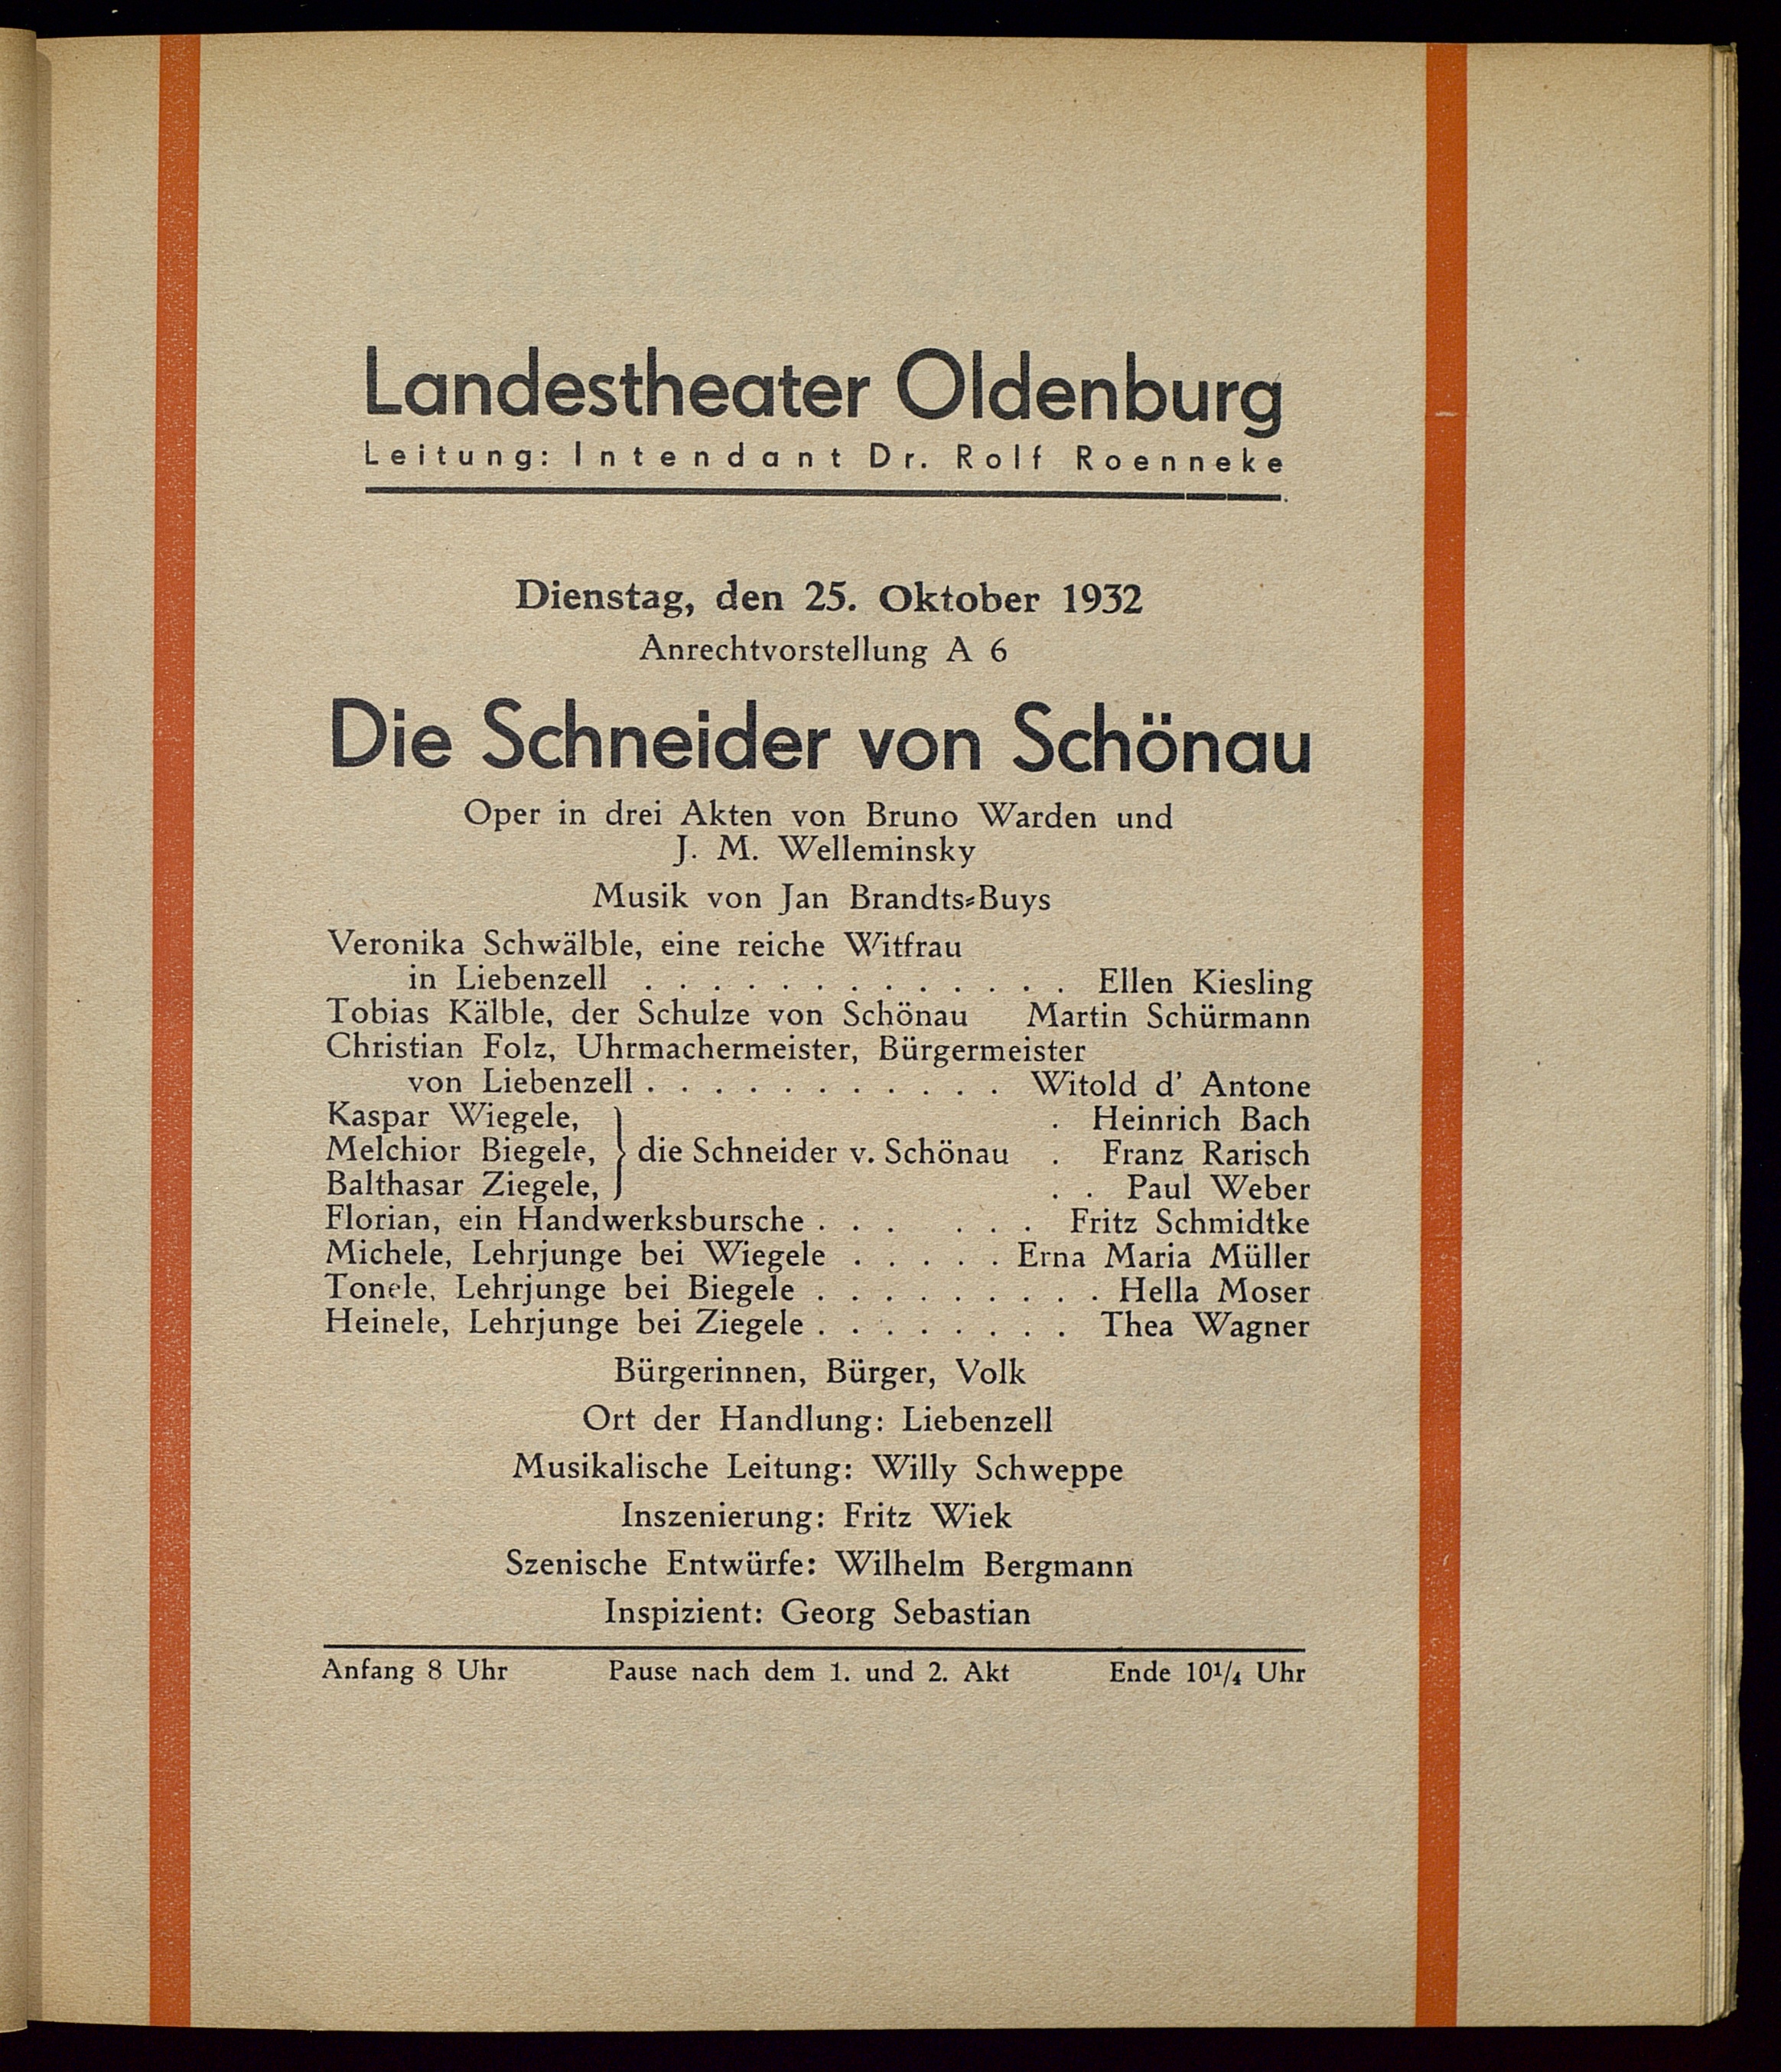 Landestheater Oldenburg
Leitung: Intendant Dr. Rolf Roenneke
Dienstag, den 25. Oktober 1932
Anrechtvorstellung A 6
Die Schneider von Schönau
Oper in drei Akten von Bruno Warden und
J. M. Welleminsky
Musik von Jan Brandts-Buys
Veronika Schwälble, eine reiche Witfrau
in Liebenzell . . . . . . . . . . . . . Ellen Kiesling
Tobias Kälble, der Schulze von Schönau Martin Schürmann
Christian Folz, Uhrmachermeister, Bürgermeister
von Liebenzell . . . . . . . . . . . Witold d' Antone
Kaspar Wiegele, . Heinrich Bach
Melchior Biegele, } die Schneider v. Schönau . Franz Rarisch
Balthasar Ziegele, . . Paul Weber
Florian, ein Handwerksbursche . . . . . . Fritz Schmidtke
Michele, Lehrjunge bei Wiegele . . . . . Erna Maria Müller
Tonele, Lehrjunge bei Biegele . . . . . . . . . Hella Moser
Heinele, Lehrjunge bei Ziegele . . . . . . . . Thea Wagner
Bürgerinnen, Bürger, Volk
Ort der Handlung: Liebenzell
Musikalische Leitung: Willy Schweppe
Inszenierung: Fritz Wiek
Szenische Entwürfe: Wilhelm Bergmann
Inspizient: Georg Sebastian
Anfang 8 Uhr Pause nach dem 1. und 2. Akt Ende 10¹/₄ Uhr